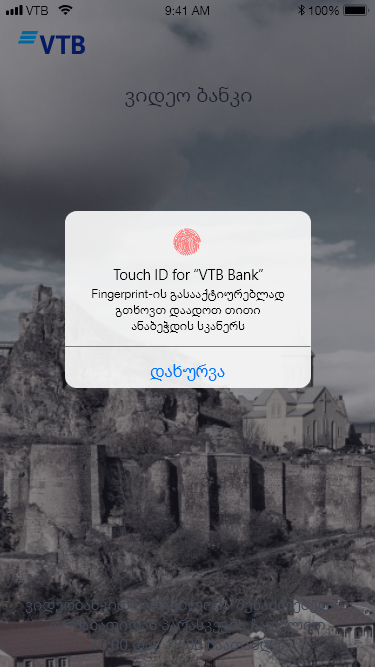 VTB 9:41 AM 100%
VTB
ვიდეო ბანკი
Touch ID for “VTB Bank”
Fingerprint-ის გასააქტიურებლად
გთხოვთ დაადოთ თითი
ანაბეჭდის სკანერს
დახურვა